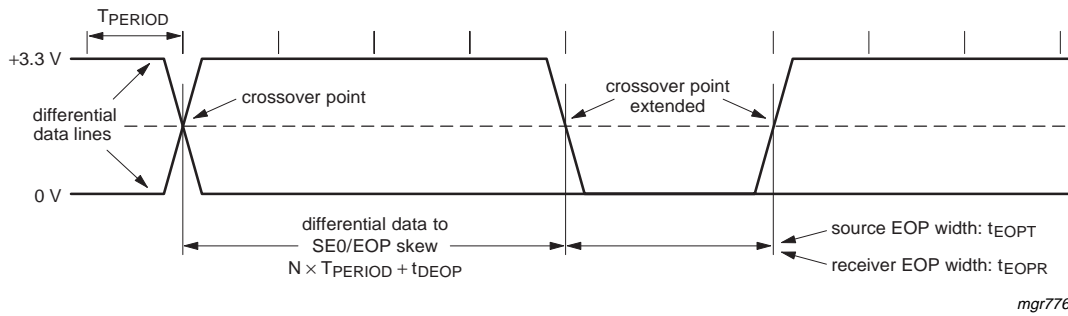 TPERIOD
+3.3 V
crossover point
crossover point
extended
differential
data lines
0 V
differential data to
SE0/EOP skew
N × TPERIOD + tDEOP
source EOP width: tEOPT
receiver EOP width: tEOPR
mgr776